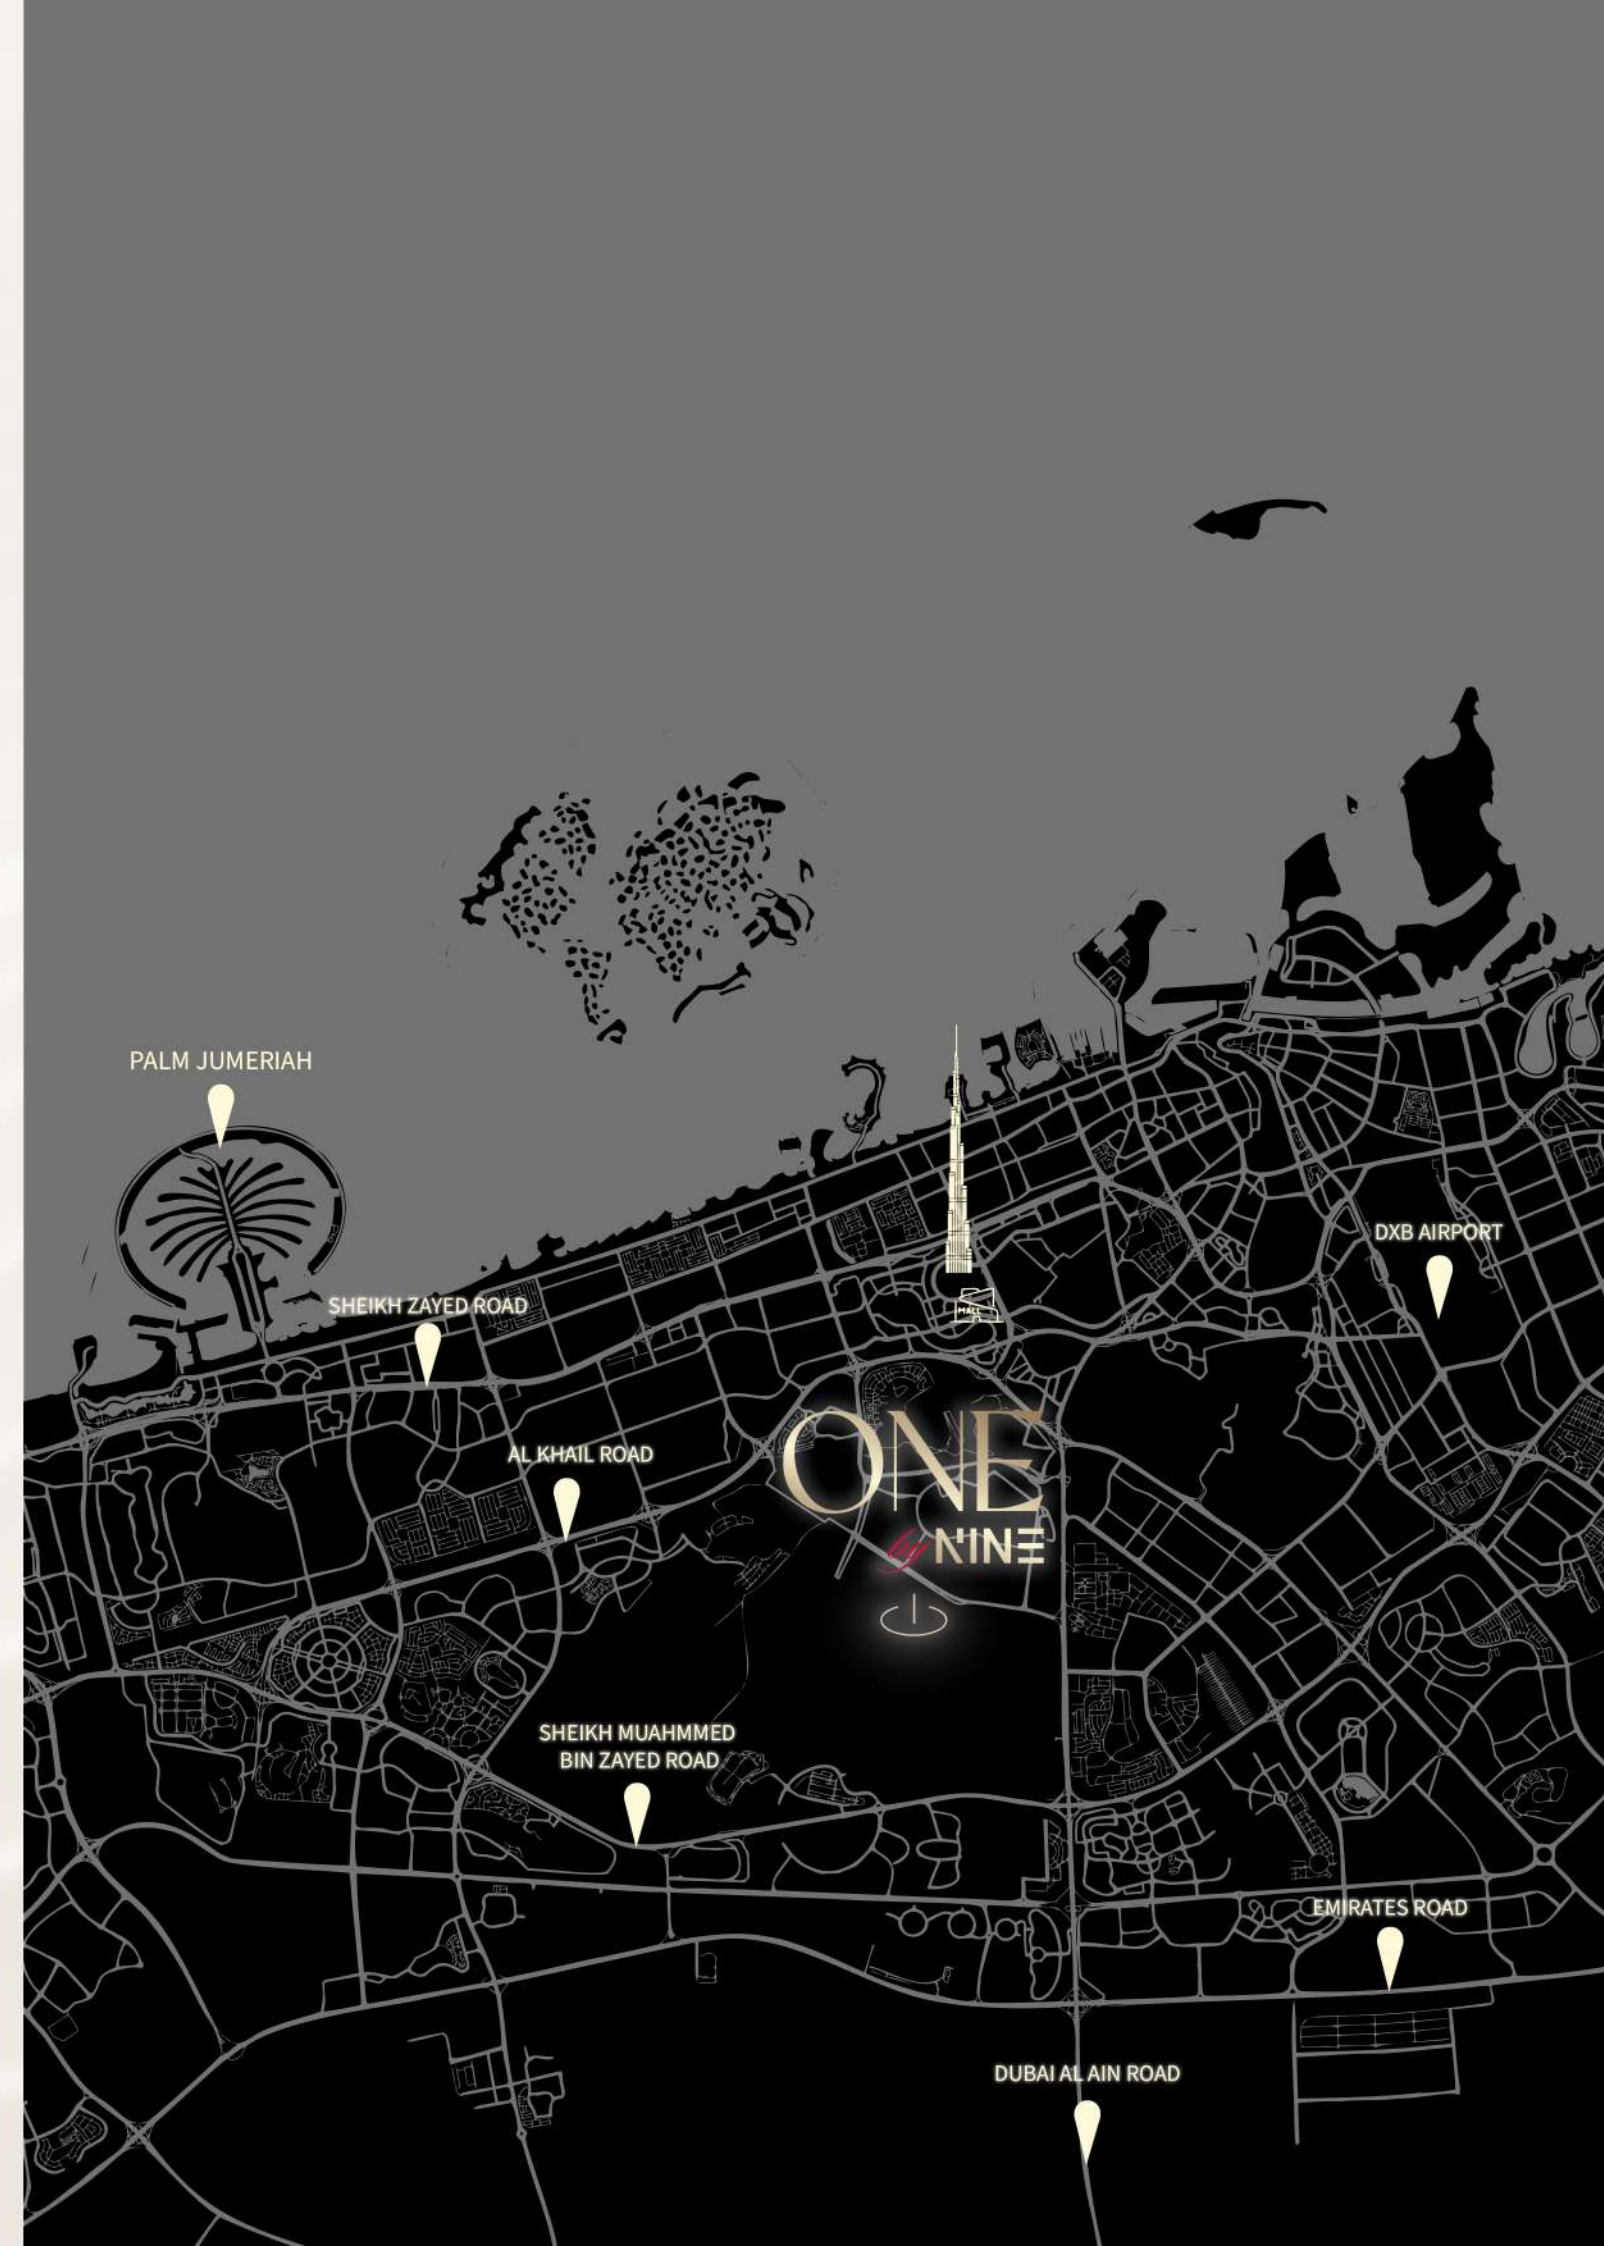 PALM JUMERIAH
DXB AIRPORT
SHEIKH ZAYED ROAD
MALL
AL KHAIL ROAD
ONE
by NINE
SHEIKH MUAHMMED
BIN ZAYED ROAD
EMIRATES ROAD
DUBAI AL AIN ROAD